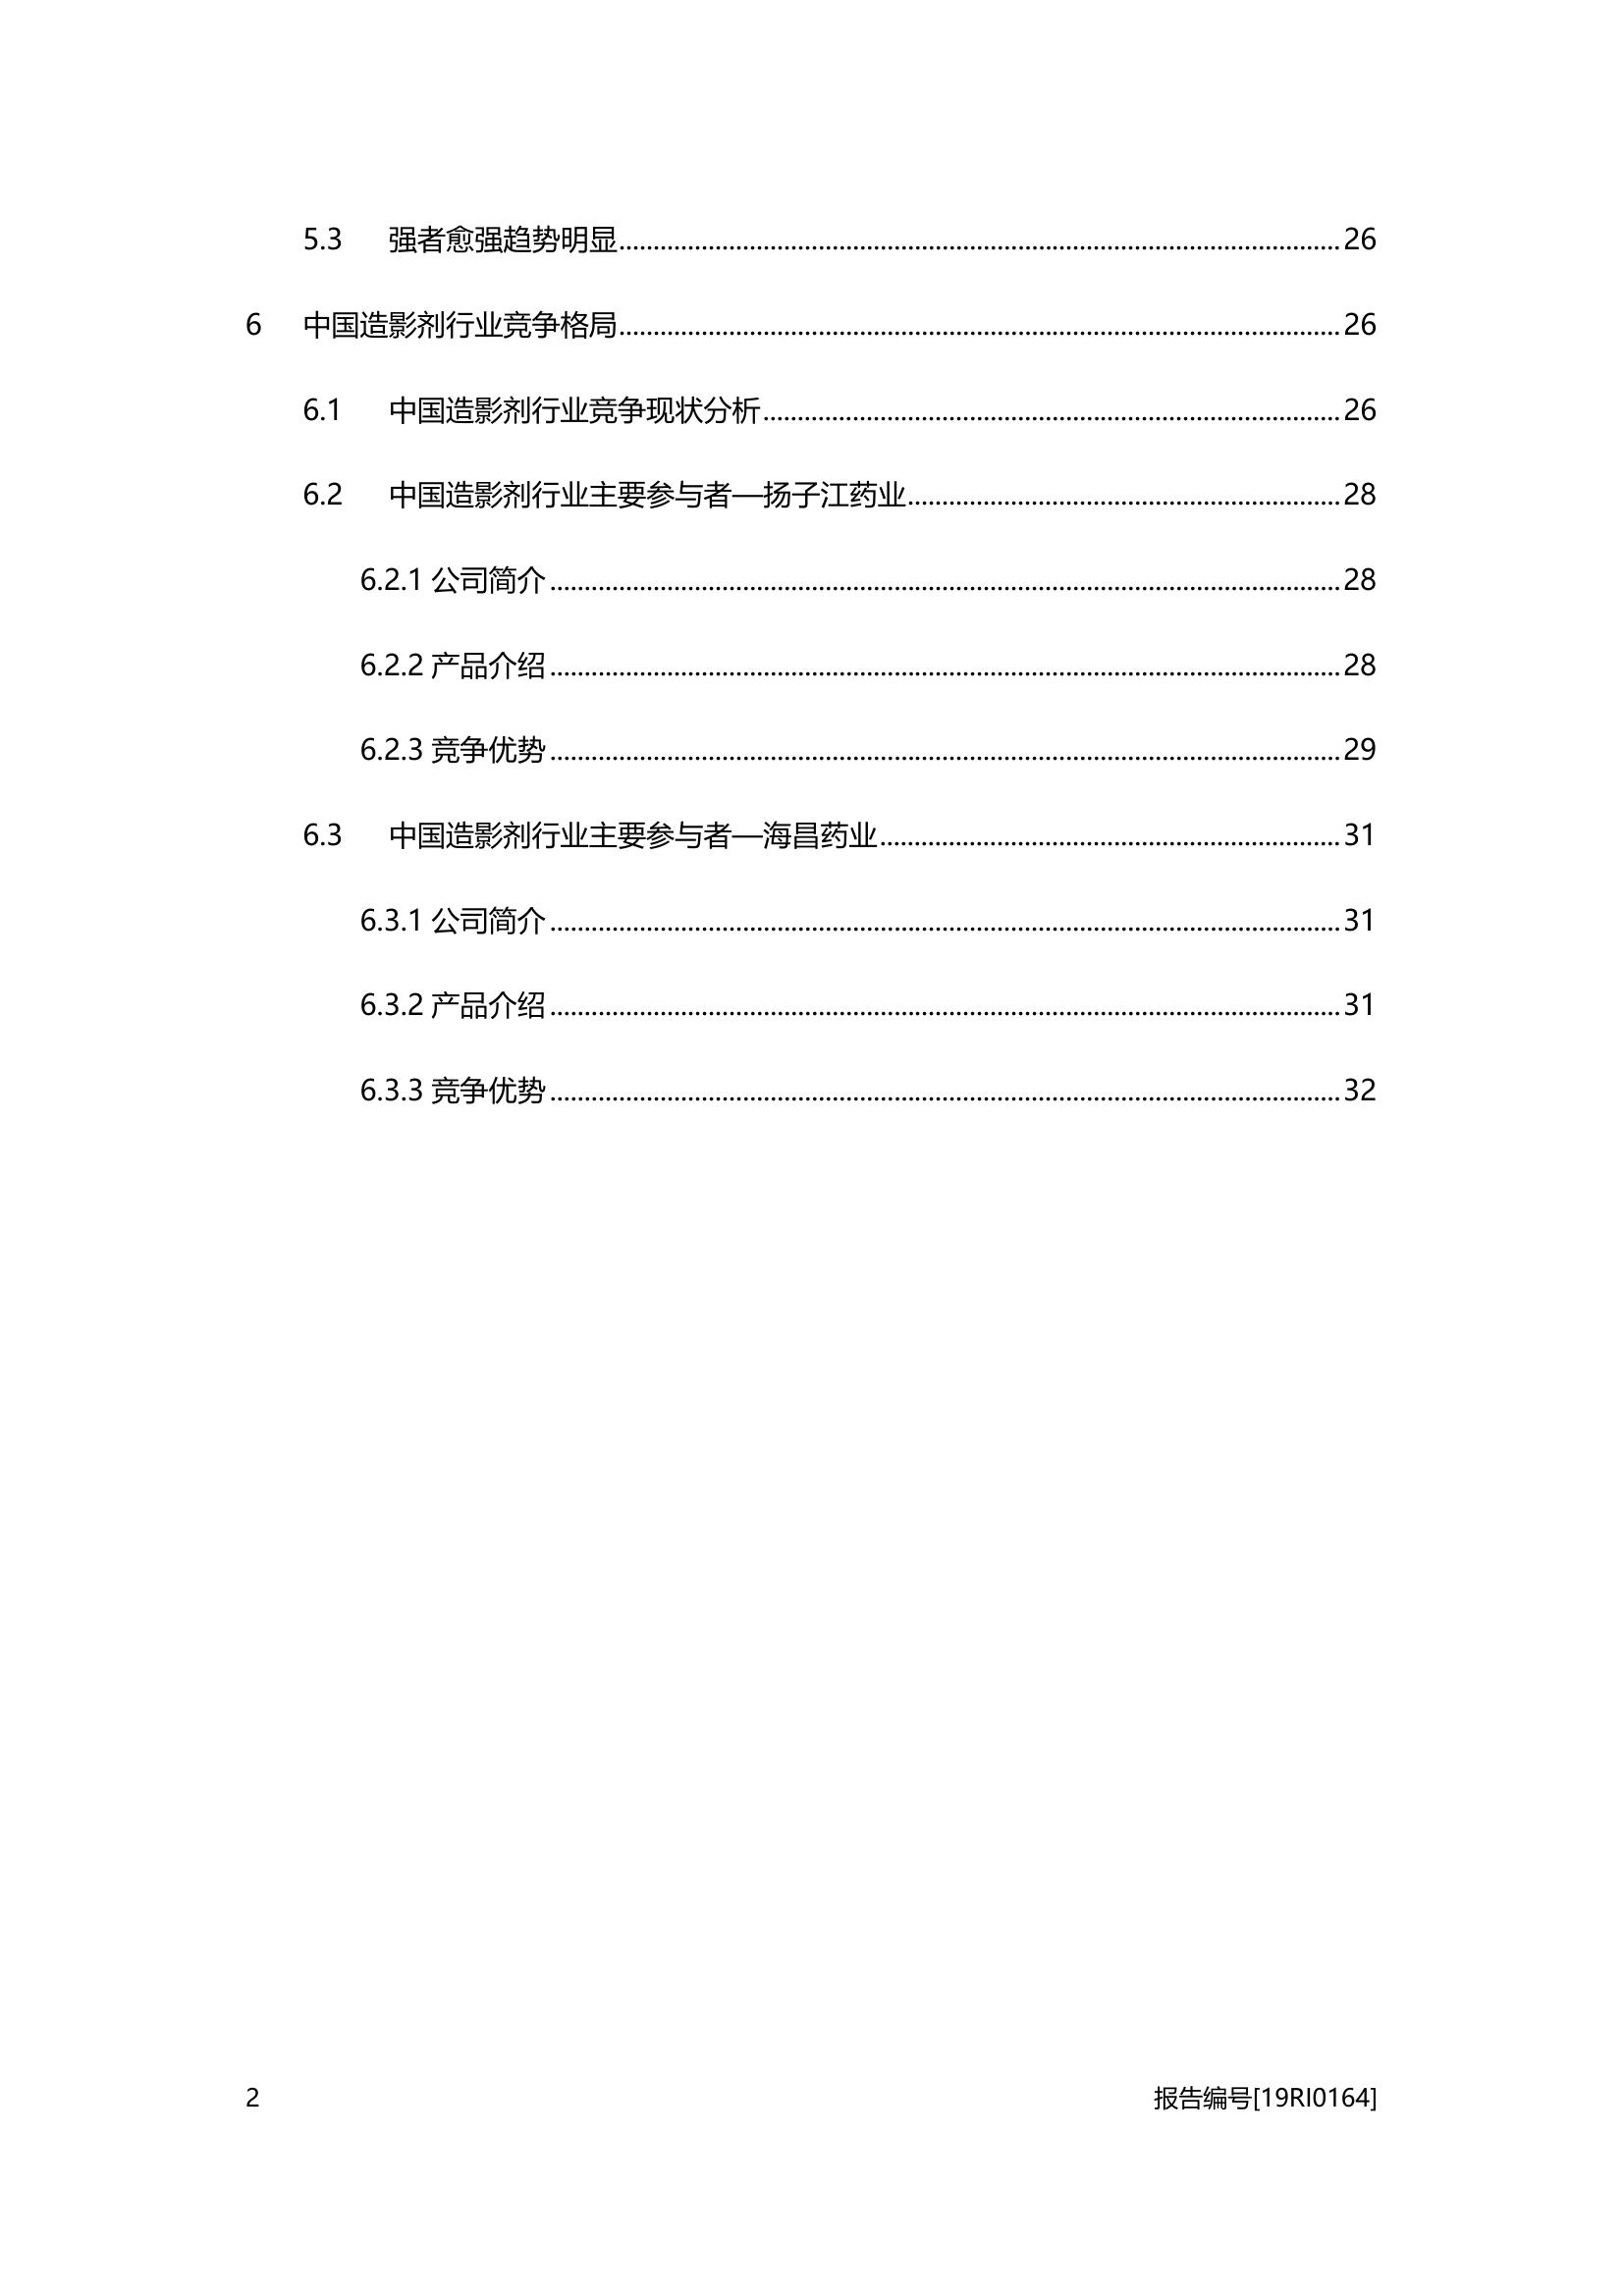 5.3 强者愈强趋势明显........................................26
6 中国造影剂行业竞争格局........................................26
6.1 中国造影剂行业竞争现状分析........................................26
6.2 中国造影剂行业主要参与者—扬子江药业........................................28
6.2.1 公司简介........................................28
6.2.2 产品介绍........................................28
6.2.3 竞争优势........................................29
6.3 中国造影剂行业主要参与者—海昌药业........................................31
6.3.1 公司简介........................................31
6.3.2 产品介绍........................................31
6.3.3 竞争优势........................................32
2 报告编号[19RI0164]